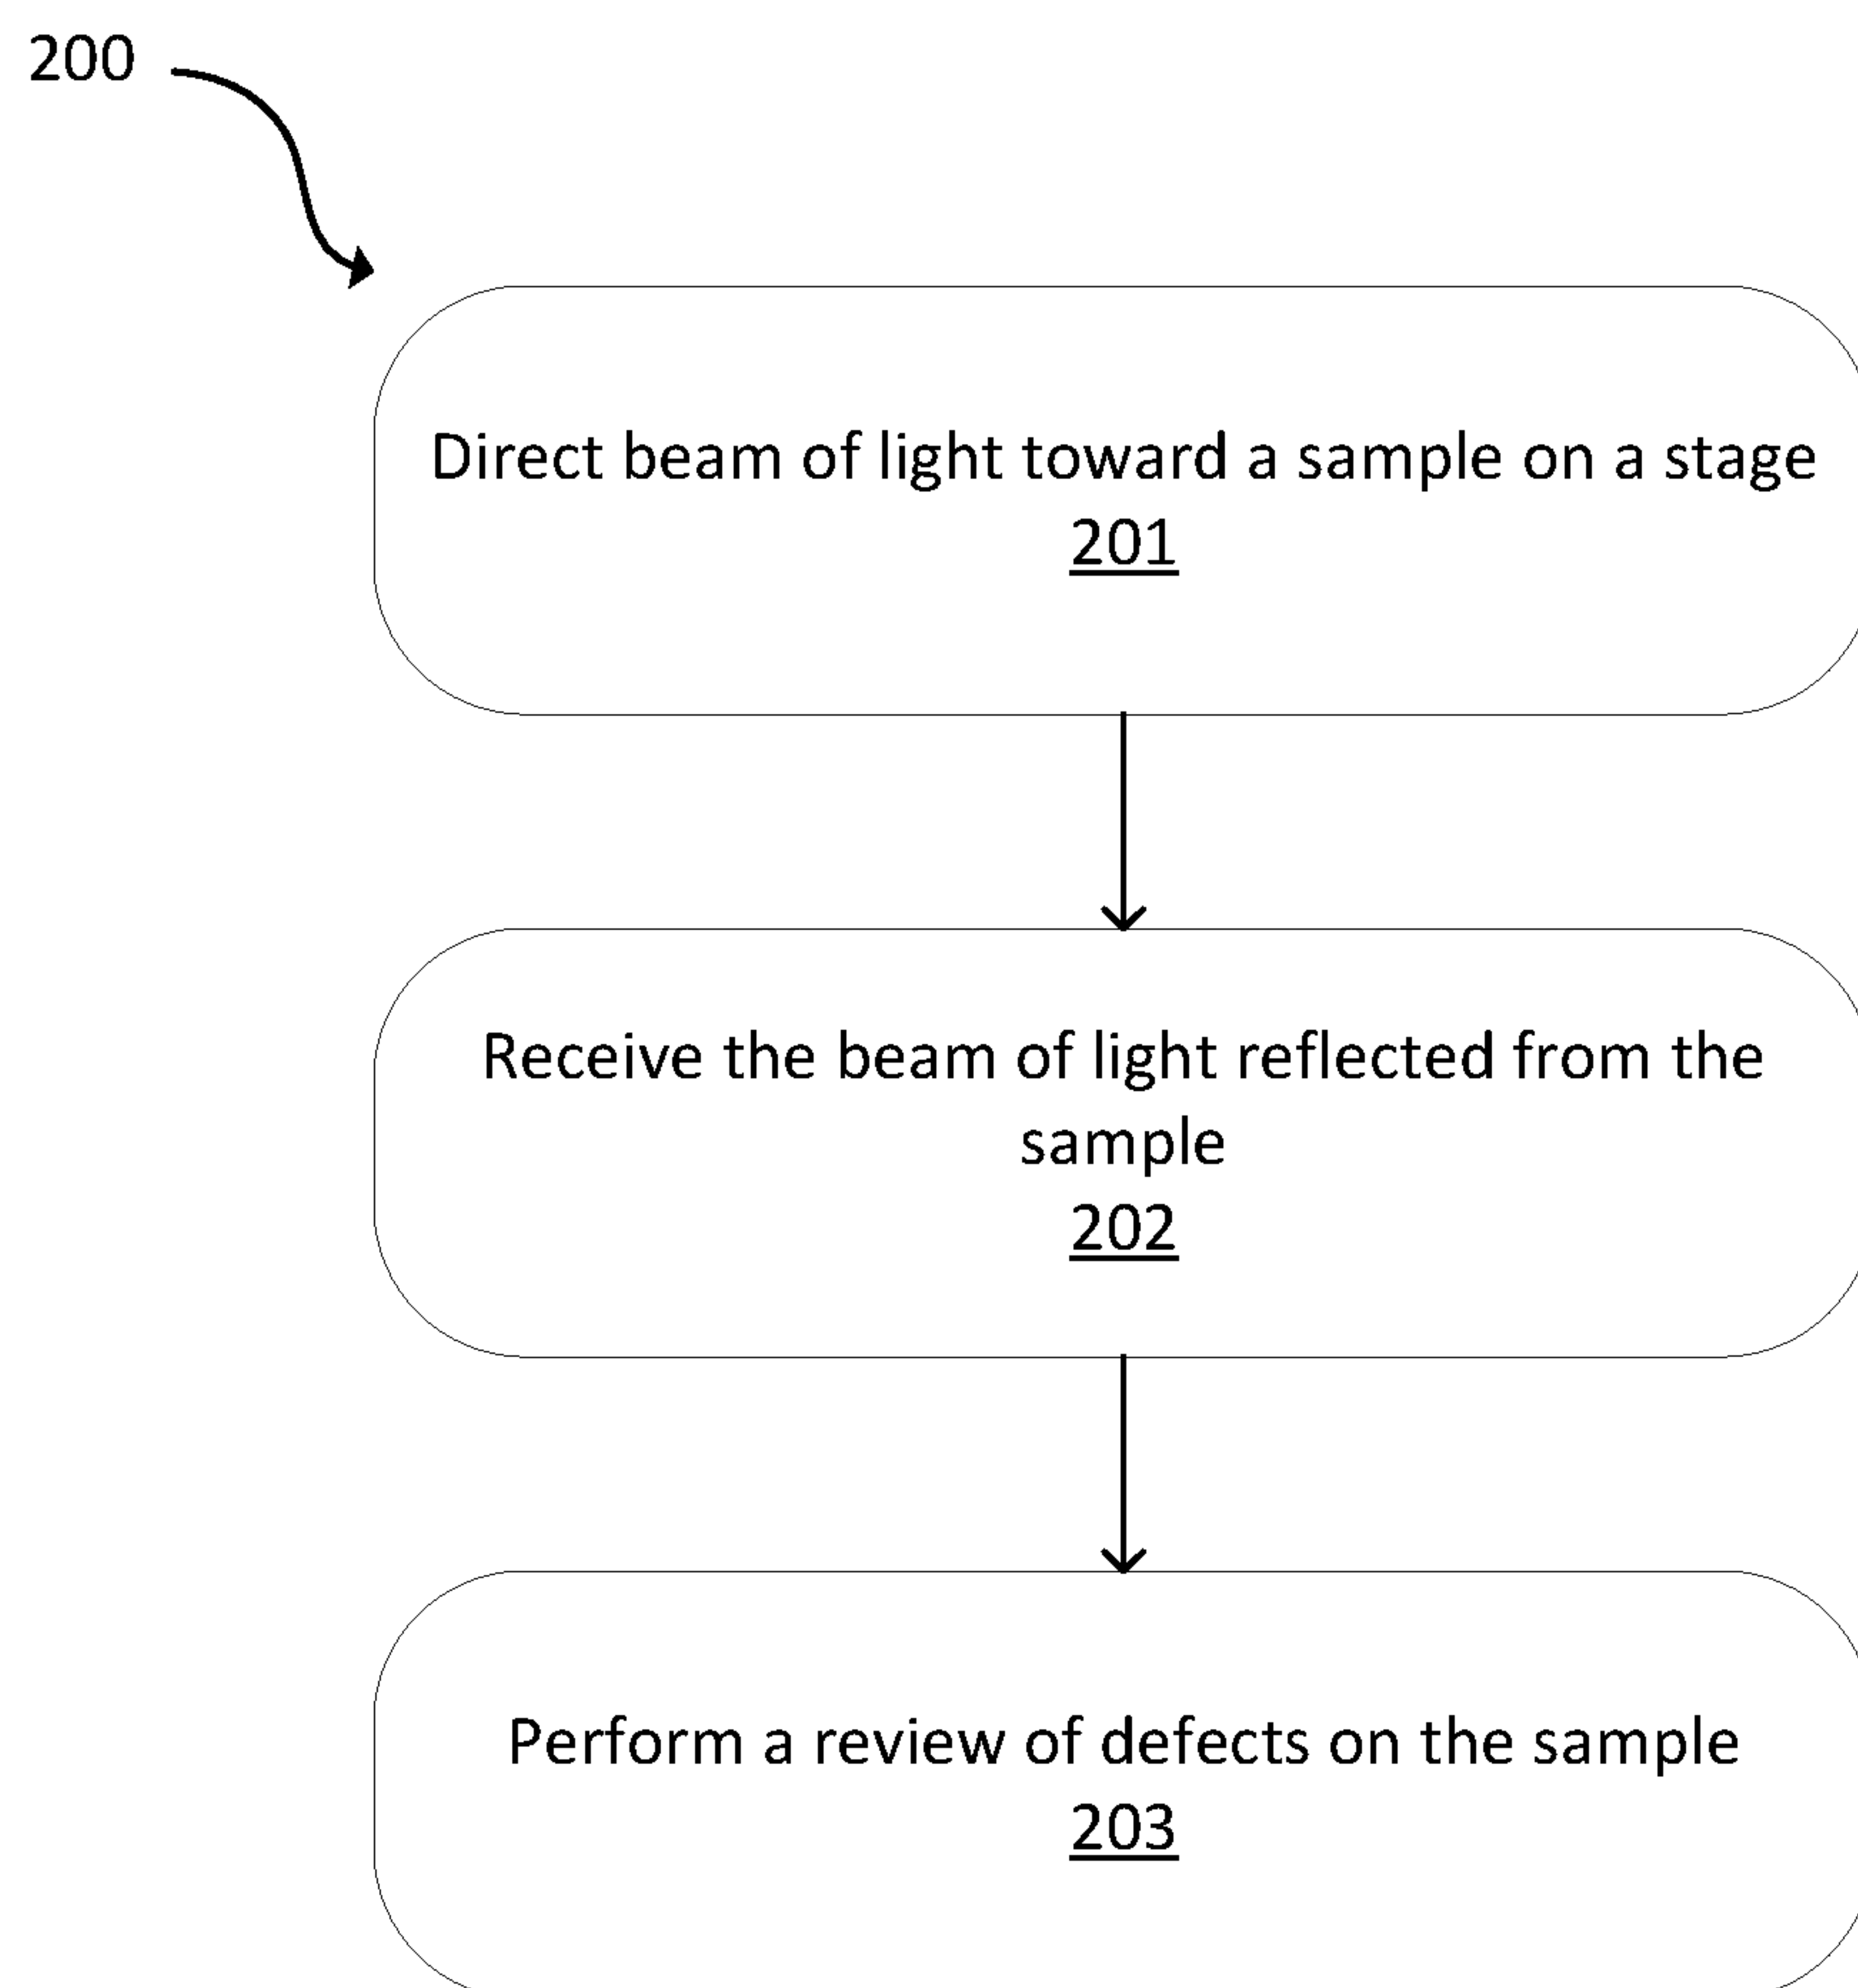 200
Direct beam of light toward a sample on a stage
201
Receive the beam of light reflected from the
sample
202
Perform a review of defects on the sample
203